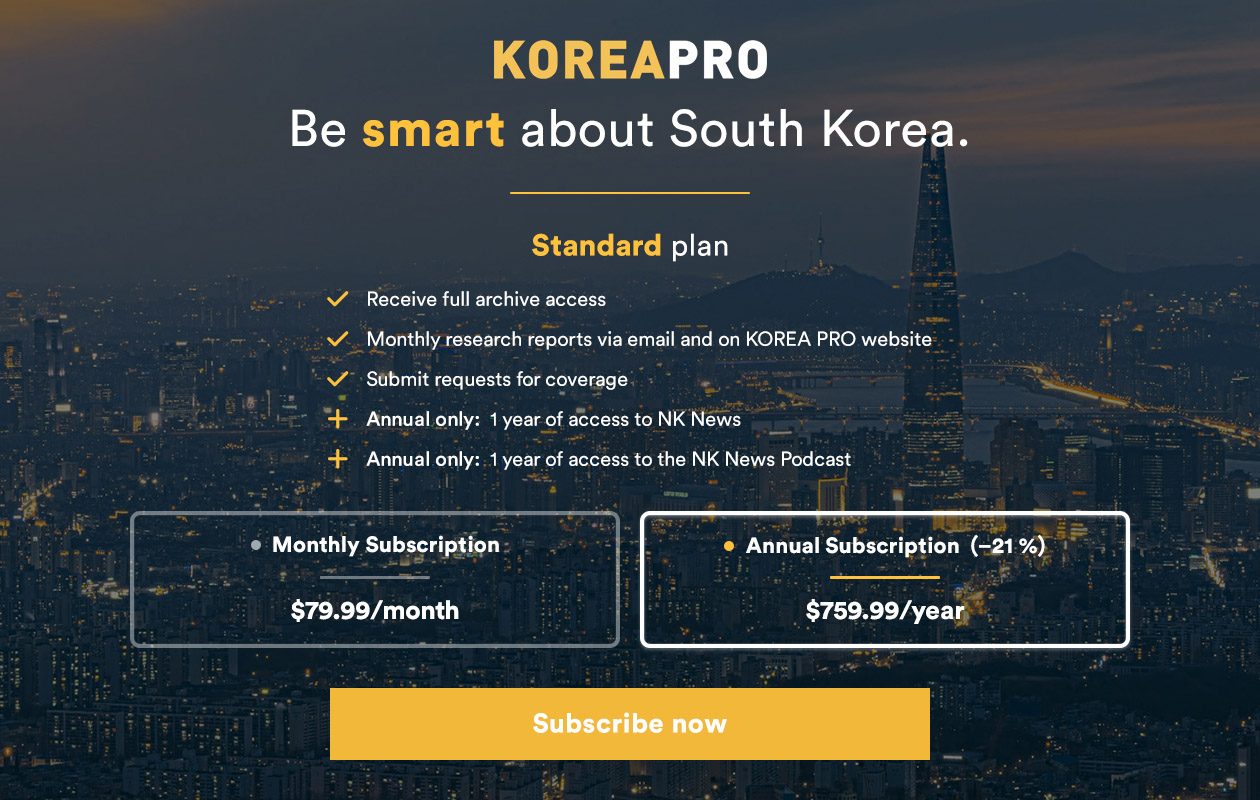 KOREAPRO
Be smart about South Korea.
Standard plan
Receive full archive access
Monthly research reports via email and on KOREA PRO website
Submit requests for coverage
Annual only: 1 year of access to NK News
Annual only: 1 year of access to the NK News Podcast
Monthly Subscription
$79.99/month
Annual Subscription (–21 %)
$759.99/year
Subscribe now